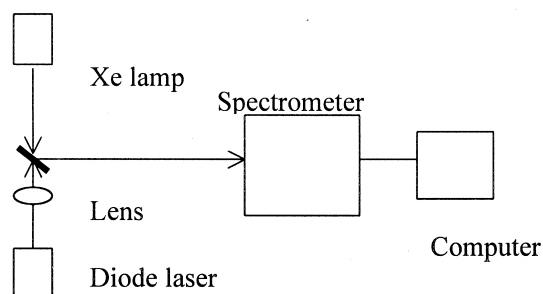 Xe lamp
Spectrometer
Lens
Computer
Diode laser